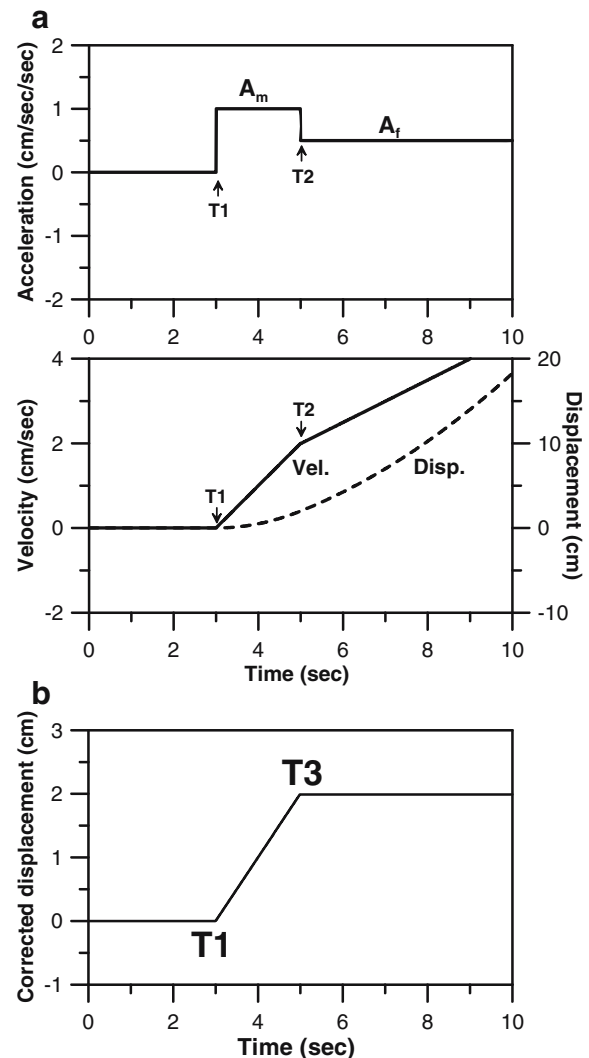 a
Acceleration (cm/sec/sec)
2
1
0
-1
-2
Am
Af
T1
T2
0 2 4 6 8 10
Velocity (cm/sec)
4
2
0
-2
T1
T2
Vel.
Disp.
20
10
0
-10
Displacement (cm)
0 2 4 6 8 10
Time (sec)
b
Corrected displacement (cm)
3
2
1
0
-1
T3
T1
0 2 4 6 8 10
Time (sec)